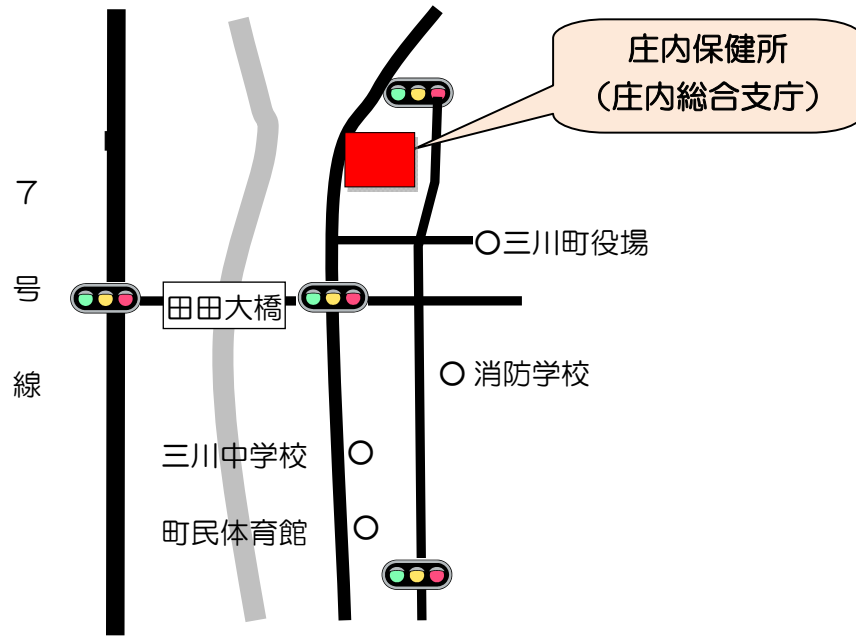 庄内保健所
（庄内総合支庁）
７号線
三川町役場
田田大橋
消防学校
三川中学校
町民体育館